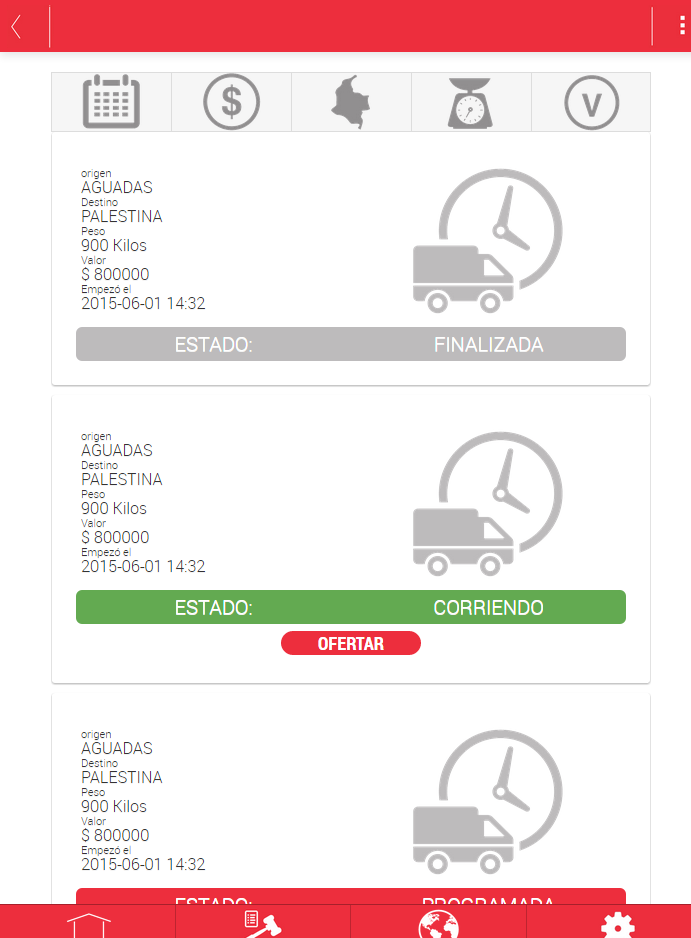 $
V
origen
AGUADAS
Destino
PALESTINA
Peso
900 Kilos
Valor
$ 800000
Empezó el
2015-06-01 14:32
ESTADO: FINALIZADA
origen
AGUADAS
Destino
PALESTINA
Peso
900 Kilos
Valor
$ 800000
Empezó el
2015-06-01 14:32
ESTADO: CORRIENDO
OFERTAR
origen
AGUADAS
Destino
PALESTINA
Peso
900 Kilos
Valor
$ 800000
Empezó el
2015-06-01 14:32
ESTADO: PROGRAMADA